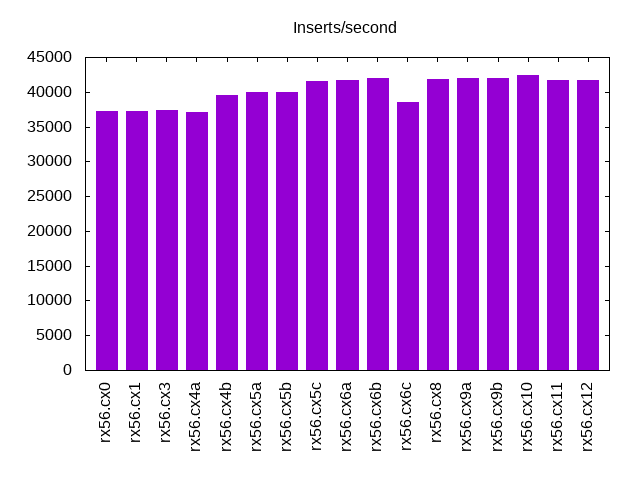 Inserts/second
45000
40000
35000
30000
25000
20000
15000
10000
5000
0
rx56.cx0
rx56.cx1
rx56.cx3
rx56.cx4a
rx56.cx4b
rx56.cx5a
rx56.cx5b
rx56.cx5c
rx56.cx6a
rx56.cx6b
rx56.cx6c
rx56.cx8
rx56.cx9a
rx56.cx9b
rx56.cx10
rx56.cx11
rx56.cx12